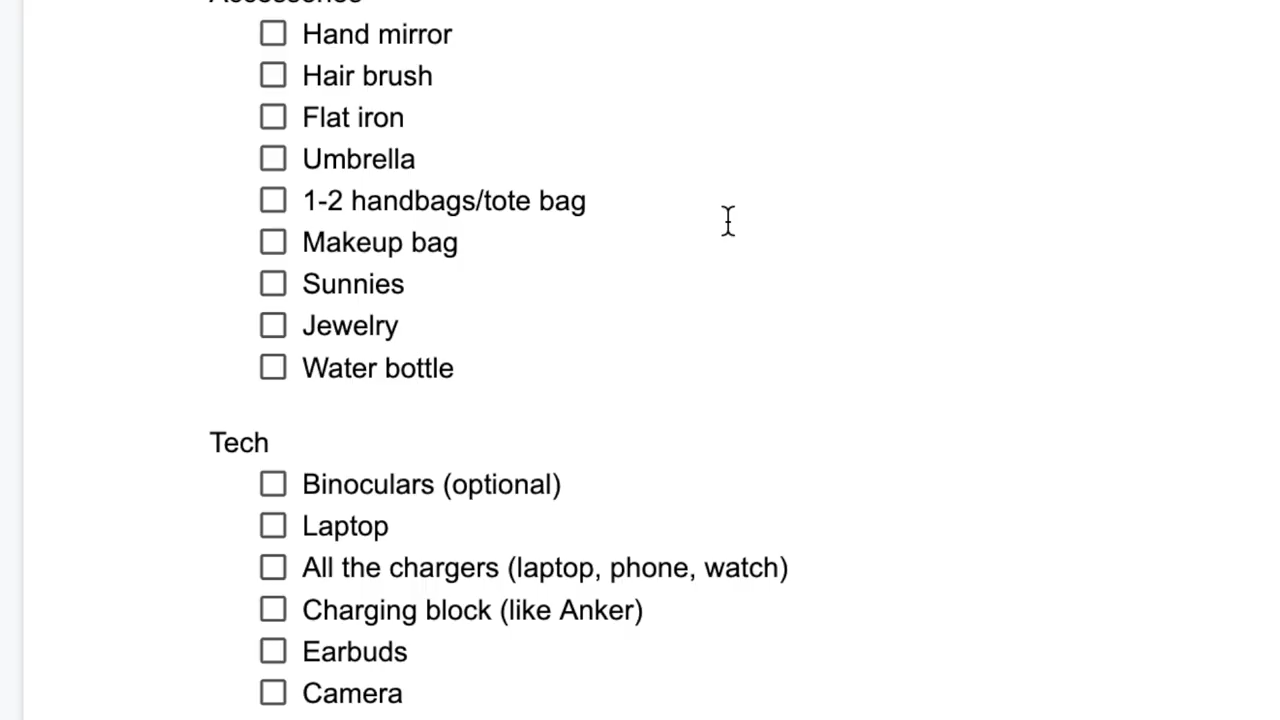 Accessories
Hand mirror
Hair brush
Flat iron
Umbrella
1-2 handbags/tote bag
Makeup bag
Sunnies
Jewelry
Water bottle
Tech
Binoculars (optional)
Laptop
All the chargers (laptop, phone, watch)
Charging block (like Anker)
Earbuds
Camera